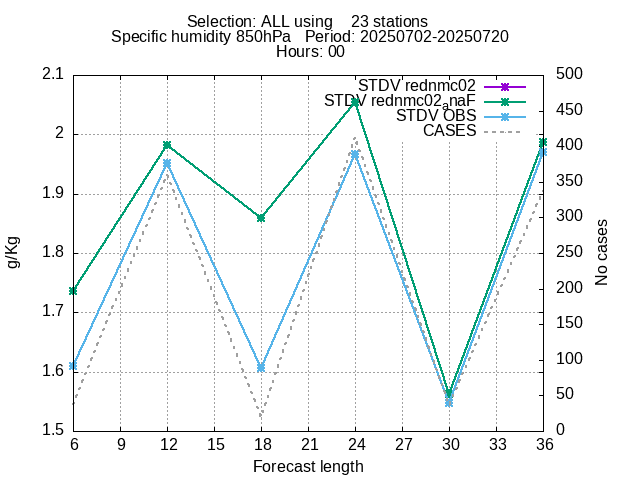 Selection: ALL using 23 stations
Specific humidity 850hPa Period: 20250702-20250720
Hours: 00
STDV rednmc02
STDV rednmc02anaF
STDV OBS
CASES
2.1
2
1.9
1.8
1.7
1.6
1.5
g/Kg
500
450
400
350
300
250
200
150
100
50
0
No cases
6 9 12 15 18 21 24 27 30 33 36
Forecast length